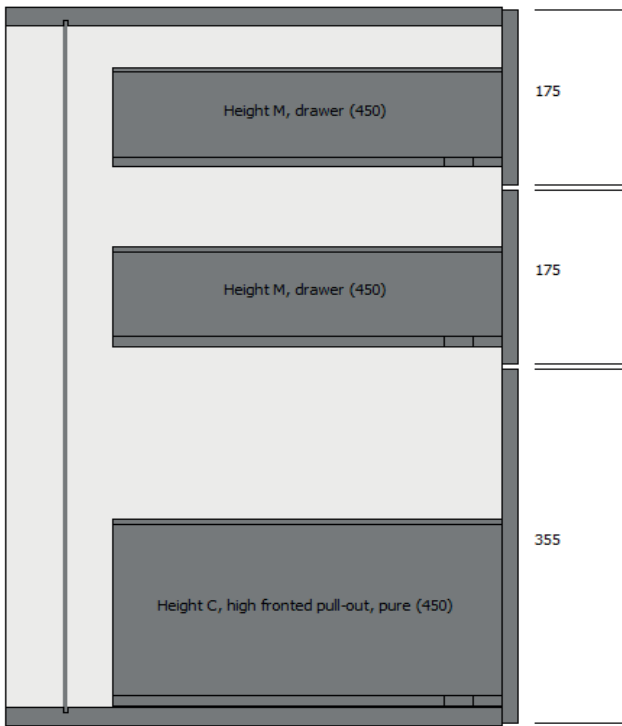 175
Height M, drawer (450)
175
Height M, drawer (450)
355
Height C, high fronted pull-out, pure (450)